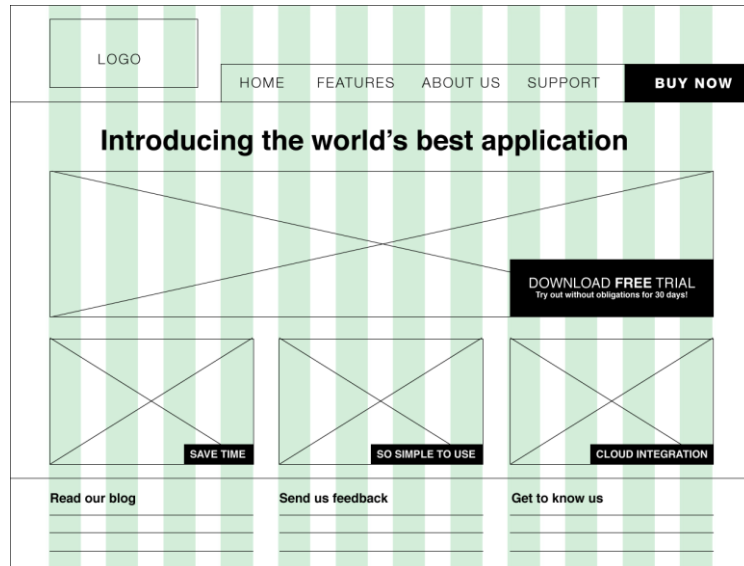 LOGO
HOME FEATURES ABOUT US SUPPORT BUY NOW
Introducing the world's best application
DOWNLOAD FREE TRIAL
Try out without obligations for 30 days!
SAVE TIME SO SIMPLE TO USE CLOUD INTEGRATION
Read our blog Send us feedback Get to know us